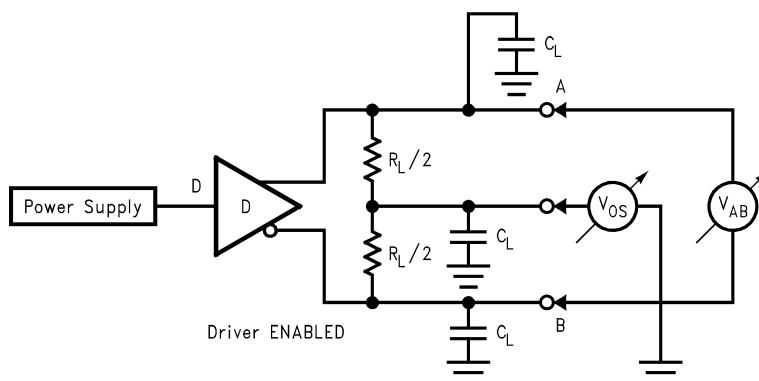 C_L
A
R_L/2
D
Power Supply
D
V_OS
V_AB
C_L
R_L/2
B
Driver ENABLED
C_L